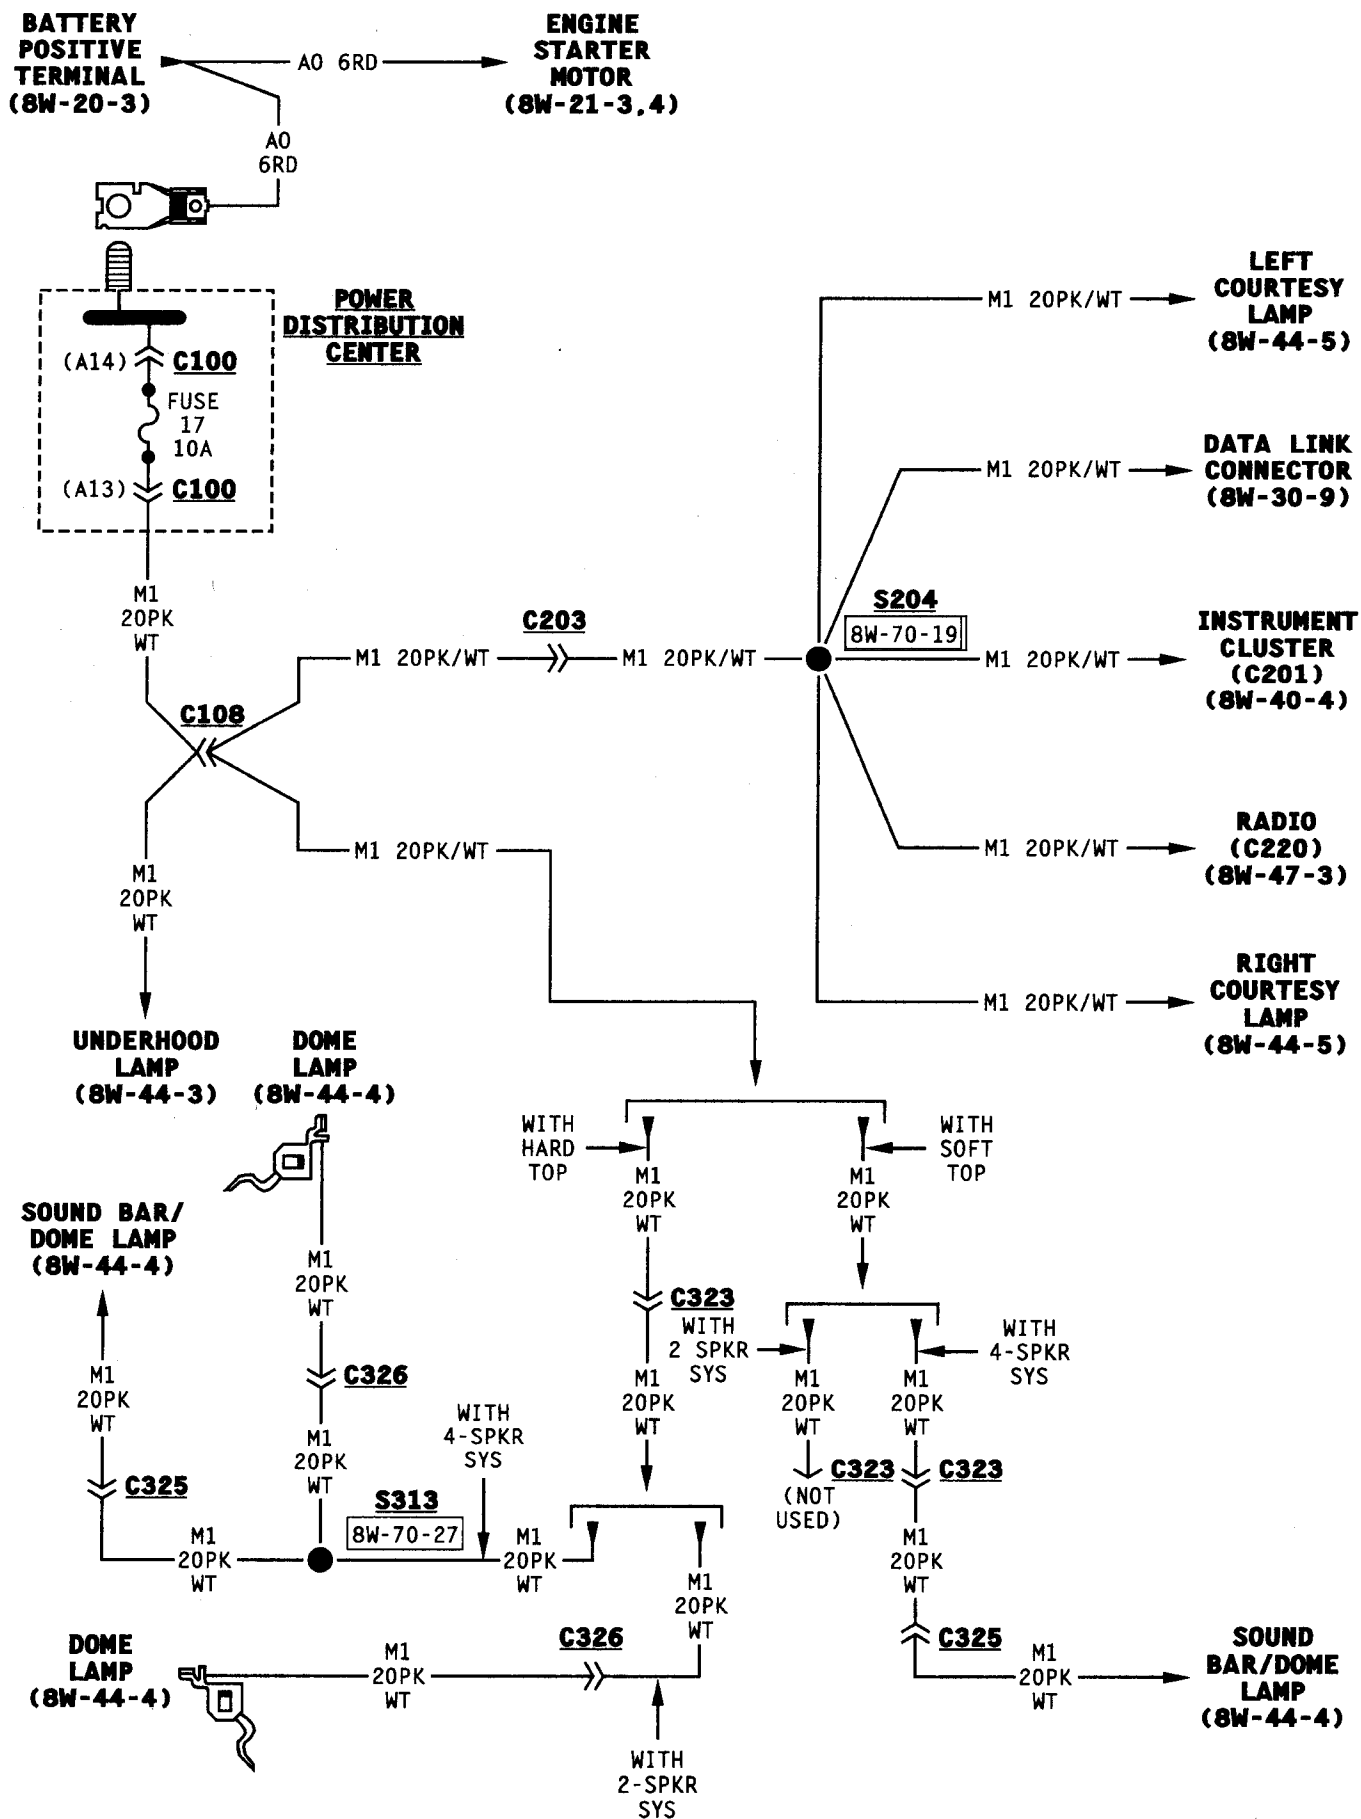 BATTERY
POSITIVE
TERMINAL
(8W-20-3)
A0 6RD
ENGINE
STARTER
MOTOR
(8W-21-3,4)
A0
6RD
POWER
DISTRIBUTION
CENTER
(A14)
C100
FUSE
17
10A
(A13)
C100
M1
20PK
WT
C108
M1 20PK/WT
C203
M1 20PK/WT
S204
8W-70-19
M1 20PK/WT
LEFT
COURTESY
LAMP
(8W-44-5)
M1 20PK/WT
DATA LINK
CONNECTOR
(8W-30-9)
M1 20PK/WT
INSTRUMENT
CLUSTER
(C201)
(8W-40-4)
M1 20PK/WT
RADIO
(C220)
(8W-47-3)
M1 20PK/WT
RIGHT
COURTESY
LAMP
(8W-44-5)
M1 20PK/WT
M1
20PK
WT
UNDERHOOD
LAMP
(8W-44-3)
DOME
LAMP
(8W-44-4)
WITH
HARD
TOP
M1
20PK
WT
WITH
SOFT
TOP
M1
20PK
WT
SOUND BAR/
DOME LAMP
(8W-44-4)
M1
20PK
WT
C323
WITH
2 SPKR
SYS
WITH
4-SPKR
SYS
M1
20PK
WT
C326
M1
20PK
WT
M1
20PK
WT
M1
20PK
WT
M1
20PK
WT
WITH
4-SPKR
SYS
M1
20PK
WT
C325
C323
(NOT
USED)
C323
S313
8W-70-27
M1
20PK
WT
M1
20PK
WT
M1
20PK
WT
M1
20PK
WT
DOME
LAMP
(8W-44-4)
M1
20PK
WT
C326
WITH
2-SPKR
SYS
C325
M1
20PK
WT
SOUND
BAR/DOME
LAMP
(8W-44-4)